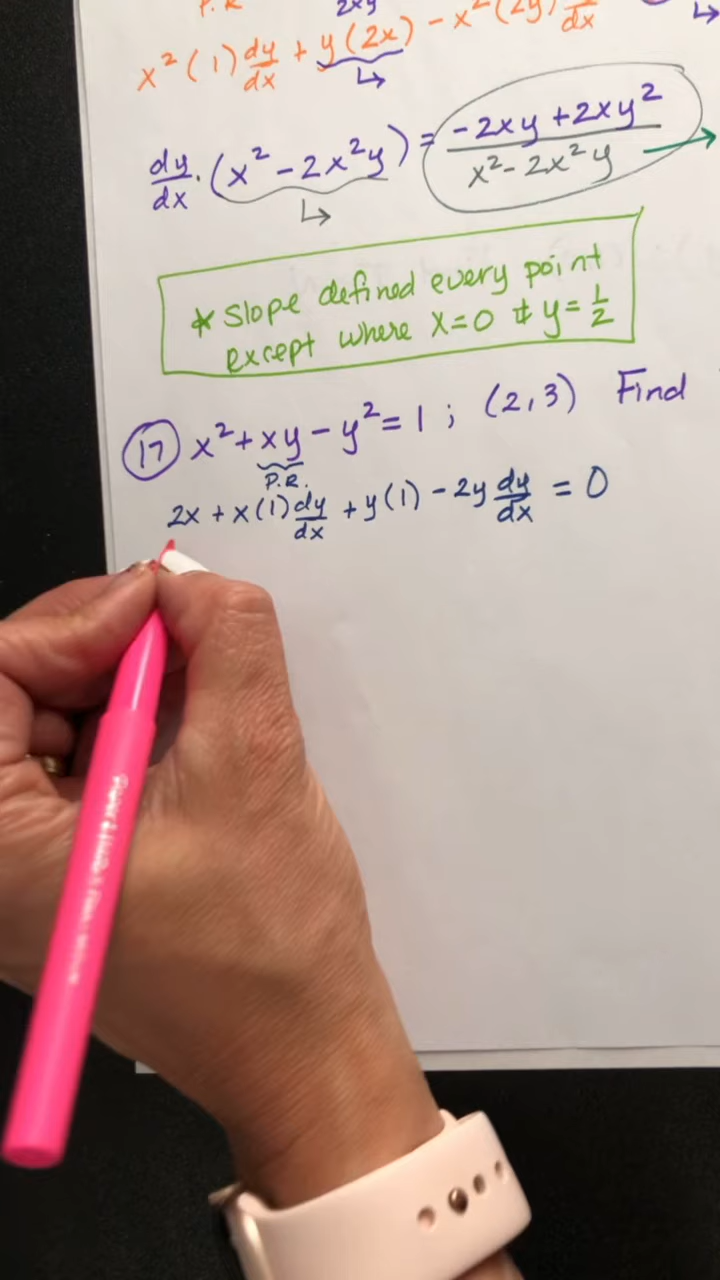 P.R 2xy
x²(1)dy/dx + y(2x) - x²(2y)dy/dx
↳ ↳
dy/dx · (x² - 2x²y) = (-2xy + 2xy²)/(x² - 2x²y) →
↳
* Slope defined every point
except where x=0 & y=1/2
17 x² + xy - y² = 1 ; (2,3) Find
P.R.
2x + x(1)dy/dx + y(1) - 2y dy/dx = 0